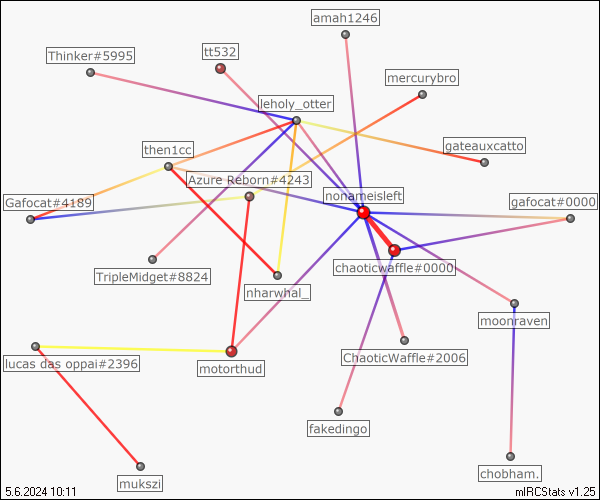 amah1246
Thinker#5995
tt532
mercurybro
leholy_otter
then1cc
gateauxcatto
Azure Reborn#4243
Gafocat#4189
nonameisleft
gafocat#0000
chaoticwaffle#0000
TripleMidget#8824
nharwhal_
moonraven
lucas das oppai#2396
motorthud
ChaoticWaffle#2006
fakedingo
chobham.
mukszi
5.6.2024 10:11
mIRCStats v1.25